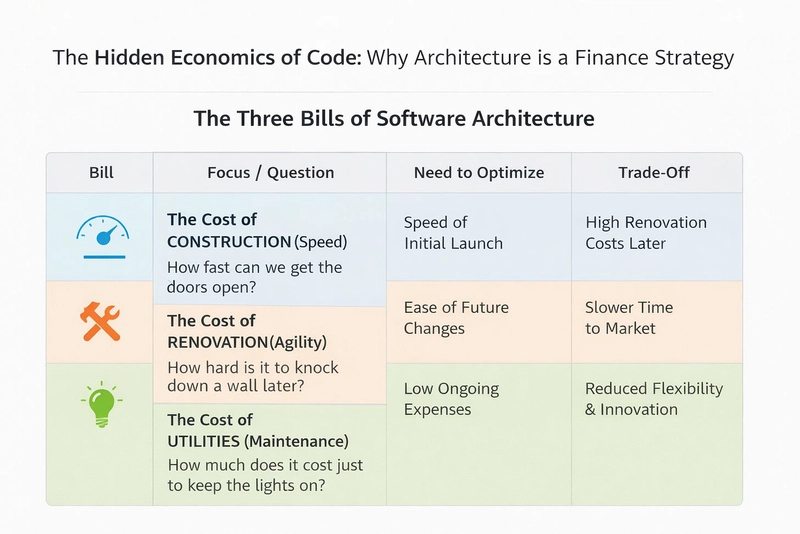 The Hidden Economics of Code: Why Architecture is a Finance Strategy
The Three Bills of Software Architecture
Bill
Focus / Question
Need to Optimize
Trade-Off
The Cost of
CONSTRUCTION (Speed)
How fast can we get the
doors open?
Speed of
Initial Launch
High Renovation
Costs Later
The Cost of
RENOVATION (Agility)
How hard is it to knock
down a wall later?
Ease of Future
Changes
Slower Time
to Market
The Cost of
UTILITIES (Maintenance)
How much does it cost just
to keep the lights on?
Low Ongoing
Expenses
Reduced Flexibility
& Innovation